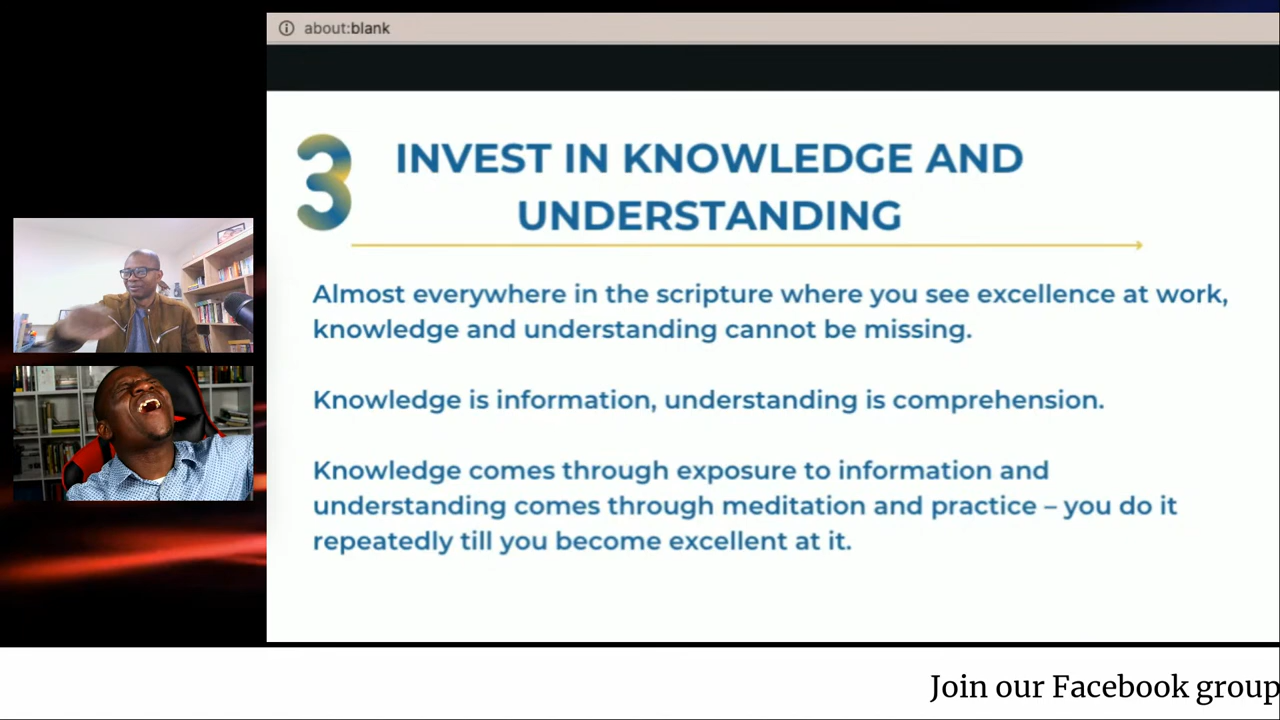 about:blank
3
INVEST IN KNOWLEDGE AND
UNDERSTANDING
Almost everywhere in the scripture where you see excellence at work,
knowledge and understanding cannot be missing.
Knowledge is information, understanding is comprehension.
Knowledge comes through exposure to information and
understanding comes through meditation and practice – you do it
repeatedly till you become excellent at it.
Join our Facebook group